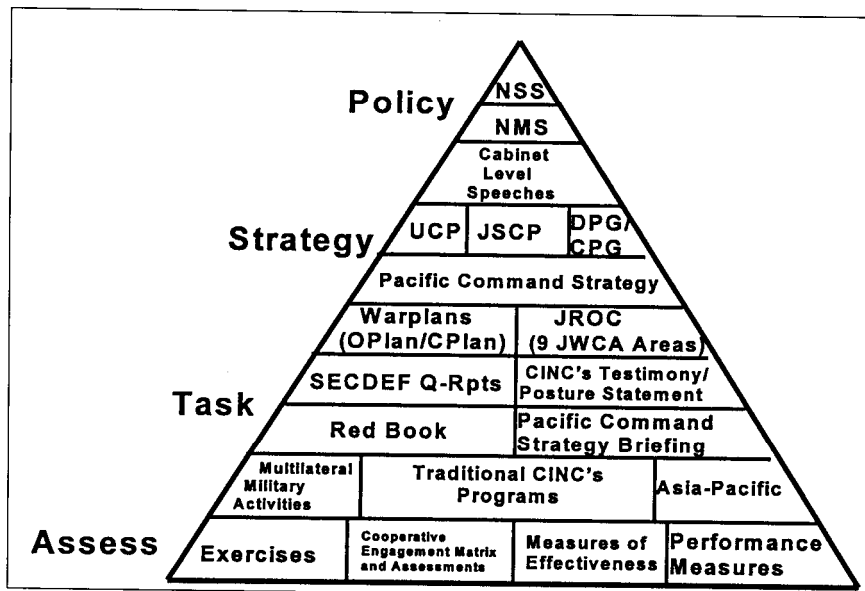 Policy
NSS
NMS
Cabinet
Level
Speeches
Strategy
UCP
JSCP
DPG/
CPG
Pacific Command Strategy
Warplans
(OPlan/CPlan)
JROC
(9 JWCA Areas)
Task
SECDEF Q-Rpts
CINC's Testimony/
Posture Statement
Red Book
Pacific Command
Strategy Briefing
Multilateral
Military
Activities
Traditional CINC's
Programs
Asia-Pacific
Assess
Exercises
Cooperative
Engagement Matrix
and Assessments
Measures of
Effectiveness
Performance
Measures